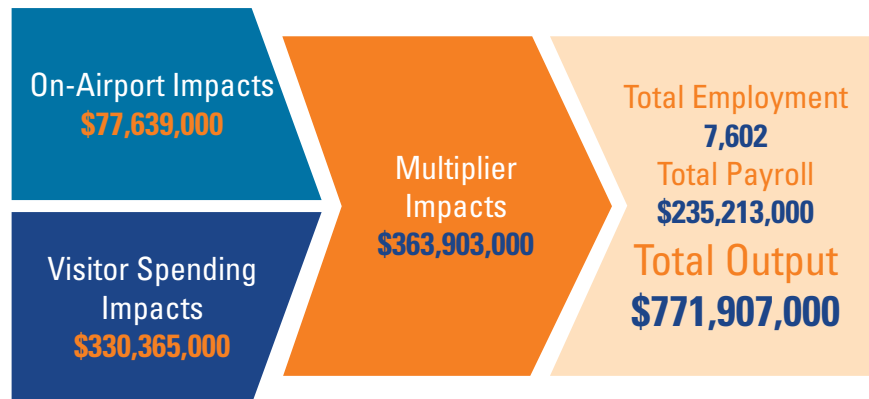 On-Airport Impacts
$77,639,000
Visitor Spending
Impacts
$330,365,000
Multiplier
Impacts
$363,903,000
Total Employment
7,602
Total Payroll
$235,213,000
Total Output
$771,907,000